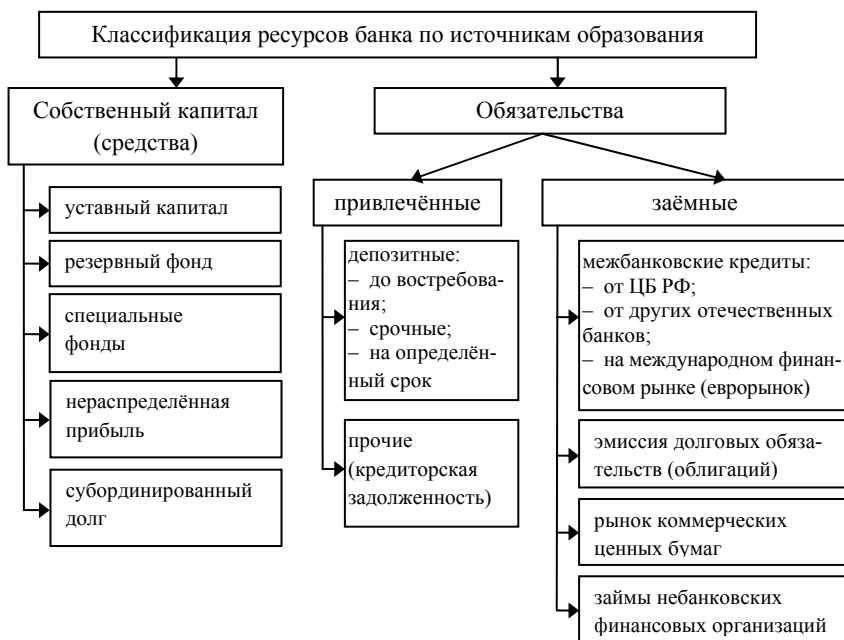 Классификация ресурсов банка по источникам образования
Собственный капитал
(средства)
уставный капитал
резервный фонд
специальные
фонды
нераспределённая
прибыль
субординированный
долг
Обязательства
привлечённые
депозитные:
– до востребова-
ния;
– срочные;
– на определён-
ный срок
прочие
(кредиторская
задолженность)
заёмные
межбанковские кредиты:
– от ЦБ РФ;
– от других отечественных
банков;
– на международном финан-
совом рынке (еврорынок)
эмиссия долговых обяза-
тельств (облигаций)
рынок коммерческих
ценных бумаг
займы небанковских
финансовых организаций